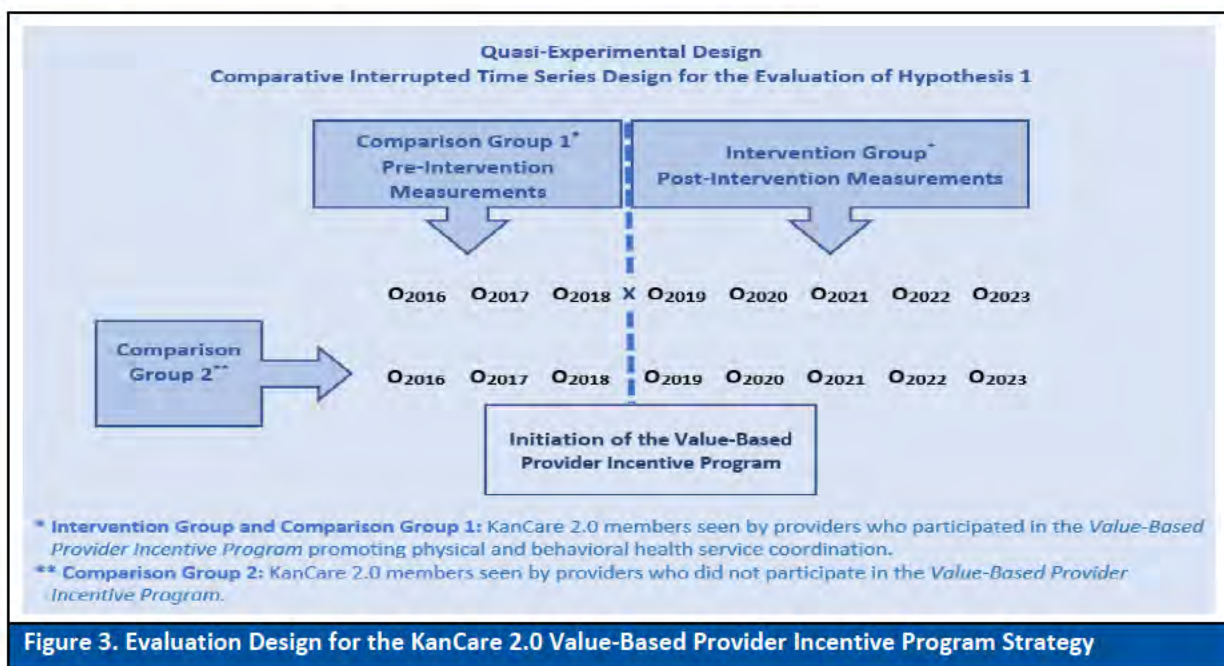 Quasi-Experimental Design
Comparative Interrupted Time Series Design for the Evaluation of Hypothesis 1
Comparison Group 1*
Pre-Intervention
Measurements
Intervention Group*
Post-Intervention Measurements
O2016 O2017 O2018 x O2019 O2020 O2021 O2022 O2023
Comparison
Group 2**
O2016 O2017 O2018 O2019 O2020 O2021 O2022 O2023
Initiation of the Value-Based
Provider Incentive Program
* Intervention Group and Comparison Group 1: KanCare 2.0 members seen by providers who participated in the Value-Based
Provider Incentive Program promoting physical and behavioral health service coordination.
** Comparison Group 2: KanCare 2.0 members seen by providers who did not participate in the Value-Based Provider
Incentive Program.
Figure 3. Evaluation Design for the KanCare 2.0 Value-Based Provider Incentive Program Strategy